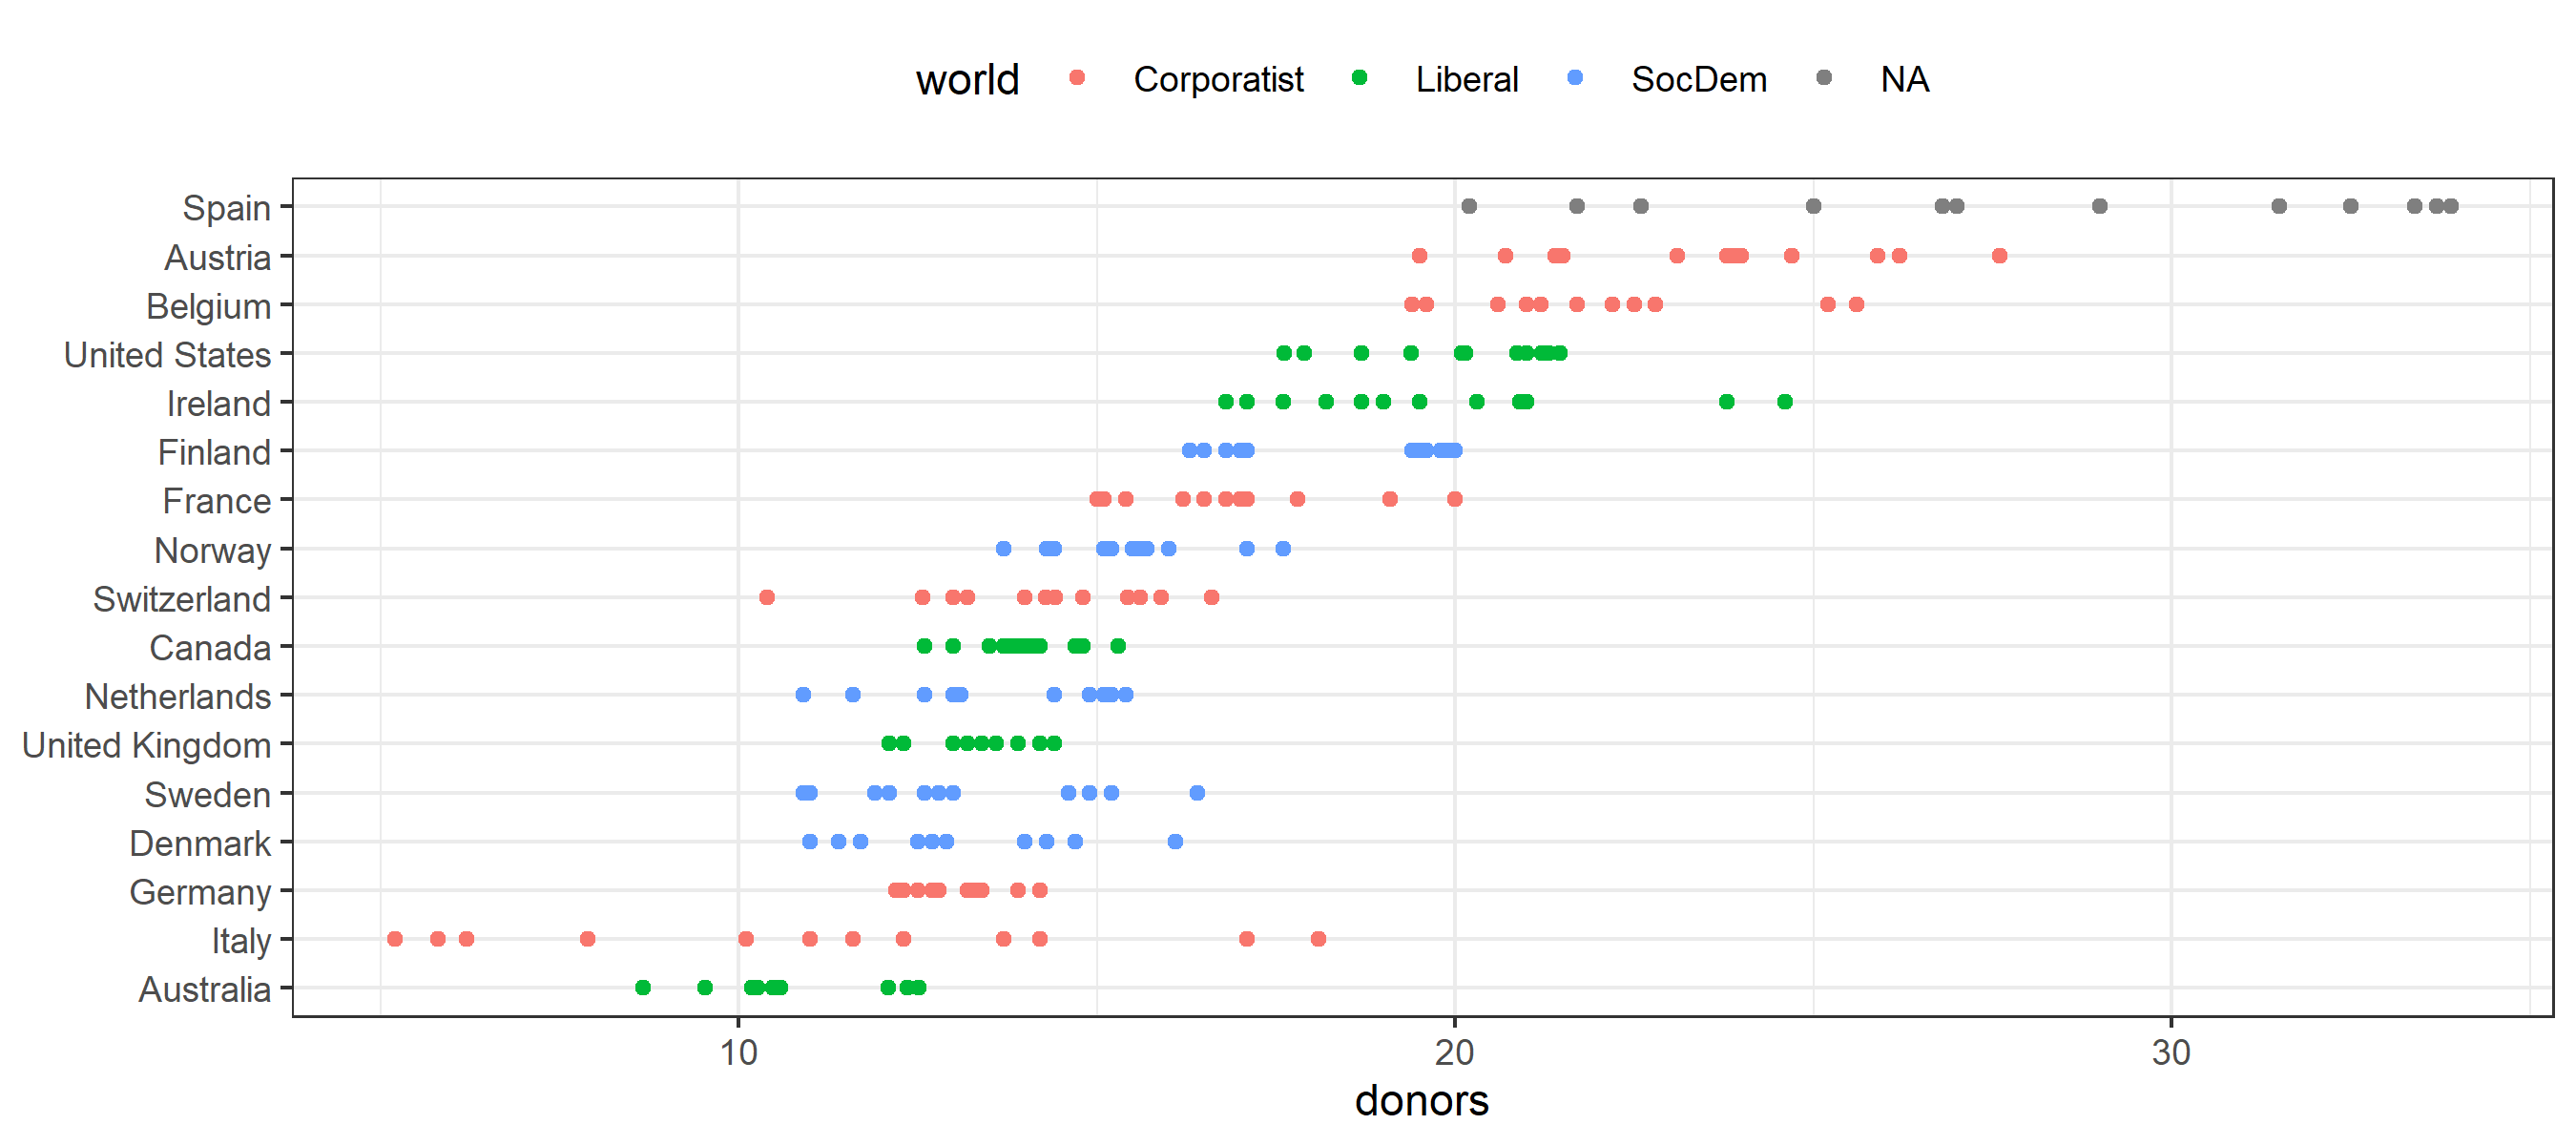 world Corporatist Liberal SocDem NA
Spain
Austria
Belgium
United States
Ireland
Finland
France
Norway
Switzerland
Canada
Netherlands
United Kingdom
Sweden
Denmark
Germany
Italy
Australia
10 20 30
donors